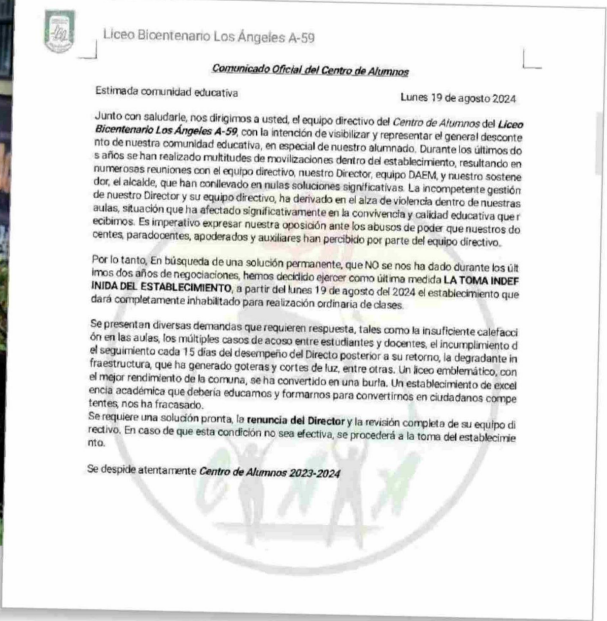 Liceo Bicentenario Los Ángeles A-59
Comunicado Oficial del Centro de Alumnos
Estimada comunidad educativa
Lunes 19 de agosto 2024
Junto con saludarle, nos dirigimos a usted, el equipo directivo del Centro de Alumnos del Liceo
Bicentenario Los Ángeles A-59, con la intención de visibilizar y representar el general desconte
nto de nuestra comunidad educativa, en especial de nuestro alumnado. Durante los últimos do
s años se han realizado multitudes de movilizaciones dentro del establecimiento, resultando en
numerosas reuniones con el equipo directivo, nuestro Director, equipo DAEM, y nuestro sostene
dor, el alcalde, que han conllevado en nulas soluciones significativas. La incompetente gestión
de nuestro Director y su equipo directivo, ha derivado en el alza de violencia dentro de nuestras
aulas, situación que ha afectado significativamente en la convivencia y calidad educativa que r
ecibimos. Es imperativo expresar nuestra oposición ante los abusos de poder que nuestros do
centes, paradocentes, apoderados y auxiliares han percibido por parte del equipo directivo.
Por lo tanto, En búsqueda de una solución permanente, que NO se nos ha dado durante los últ
imos dos años de negociaciones, hemos decidido ejercer como última medida LA TOMA INDEF
INIDA DEL ESTABLECIMIENTO, a partir del lunes 19 de agosto del 2024 el establecimiento que
dará completamente inhabilitado para realización ordinaria de clases.
Se presentan diversas demandas que requieren respuesta, tales como la insuficiente calefacci
ón en las aulas, los múltiples casos de acoso entre estudiantes y docentes, el incumplimiento d
el seguimiento cada 15 días del desempeño del Directo posterior a su retorno, la degradante in
fraestructura, que ha generado goteras y cortes de luz, entre otras. Un liceo emblemático, con
el mejor rendimiento de la comuna, se ha convertido en una burla. Un establecimiento de excel
encia académica que debería educarnos y formarnos para convertirnos en ciudadanos compe
tentes, nos ha fracasado.
Se requiere una solución pronta, la renuncia del Director y la revisión completa de su equipo di
rectivo. En caso de que esta condición no sea efectiva, se procederá a la toma del establecimie
nto.
Se despide atentamente Centro de Alumnos 2023-2024